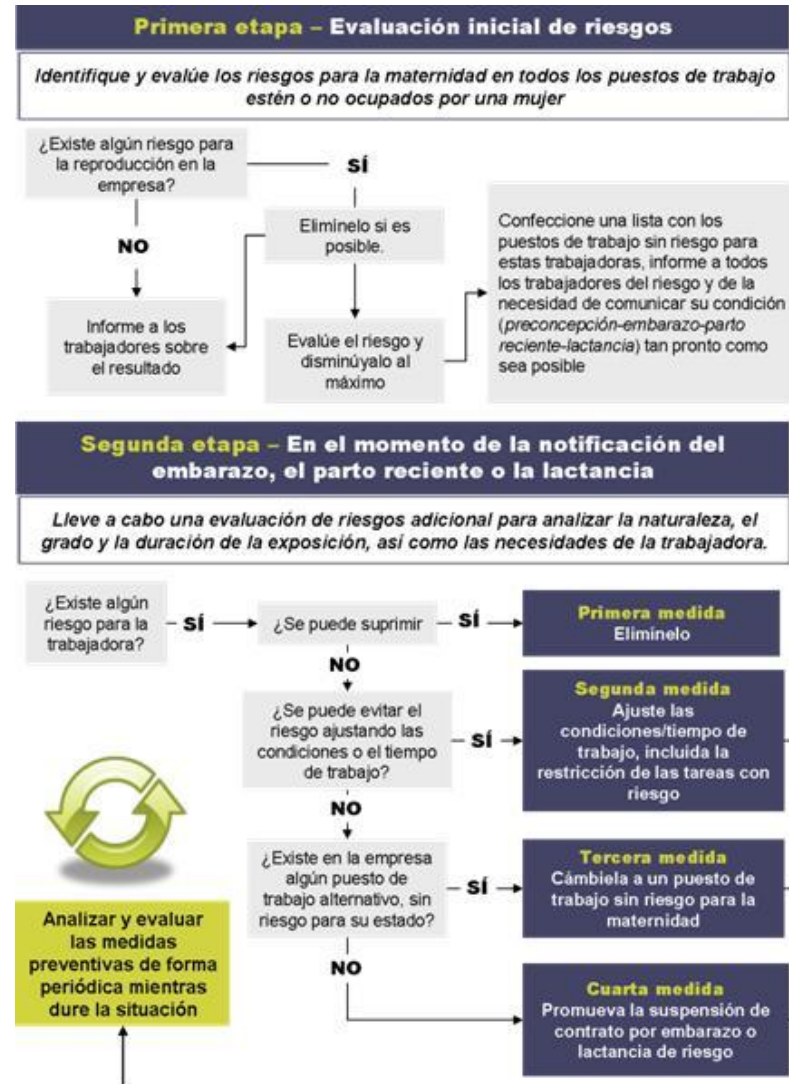 Primera etapa – Evaluación inicial de riesgos
Identifique y evalúe los riesgos para la maternidad en todos los puestos de trabajo
estén o no ocupados por una mujer
¿Existe algún riesgo para
la reproducción en la
empresa?
SÍ
NO
Elimínelo si es
posible.
Informe a los
trabajadores sobre
el resultado
Evalúe el riesgo y
disminúyalo al
máximo
Confeccione una lista con los
puestos de trabajo sin riesgo para
estas trabajadoras, informe a todos
los trabajadores del riesgo y de la
necesidad de comunicar su condición
(preconcepción-embarazo-parto
reciente-lactancia) tan pronto como
sea posible
Segunda etapa – En el momento de la notificación del
embarazo, el parto reciente o la lactancia
Lleve a cabo una evaluación de riesgos adicional para analizar la naturaleza, el
grado y la duración de la exposición, así como las necesidades de la trabajadora.
¿Existe algún
riesgo para la
trabajadora?
SÍ
¿Se puede suprimir
SÍ
Primera medida
Elimínelo
NO
¿Se puede evitar el
riesgo ajustando las
condiciones o el tiempo
de trabajo?
SÍ
Segunda medida
Ajuste las
condiciones/tiempo de
trabajo, incluida la
restricción de las tareas con
riesgo
NO
¿Existe en la empresa
algún puesto de
trabajo alternativo, sin
riesgo para su estado?
SÍ
Tercera medida
Cámbiela a un puesto de
trabajo sin riesgo para la
maternidad
NO
Cuarta medida
Promueva la suspensión de
contrato por embarazo o
lactancia de riesgo
Analizar y evaluar
las medidas
preventivas de forma
periódica mientras
dure la situación